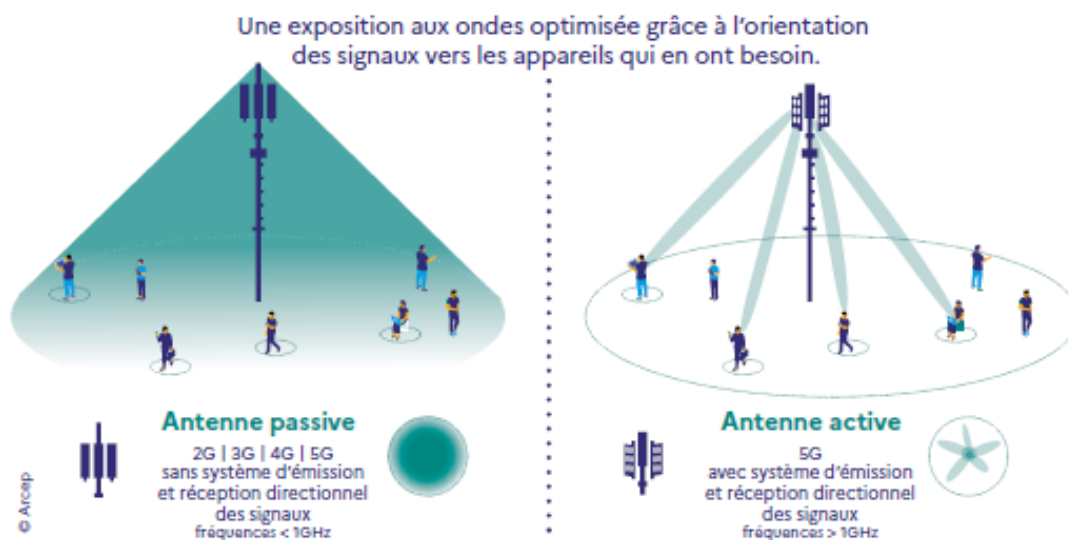 Une exposition aux ondes optimisée grâce à l'orientation
des signaux vers les appareils qui en ont besoin.
Antenne passive
2G | 3G | 4G | 5G
sans système d'émission
et réception directionnel
des signaux
fréquences < 1GHz
Antenne active
5G
avec système d'émission
et réception directionnel
des signaux
fréquences > 1GHz
© Arcep